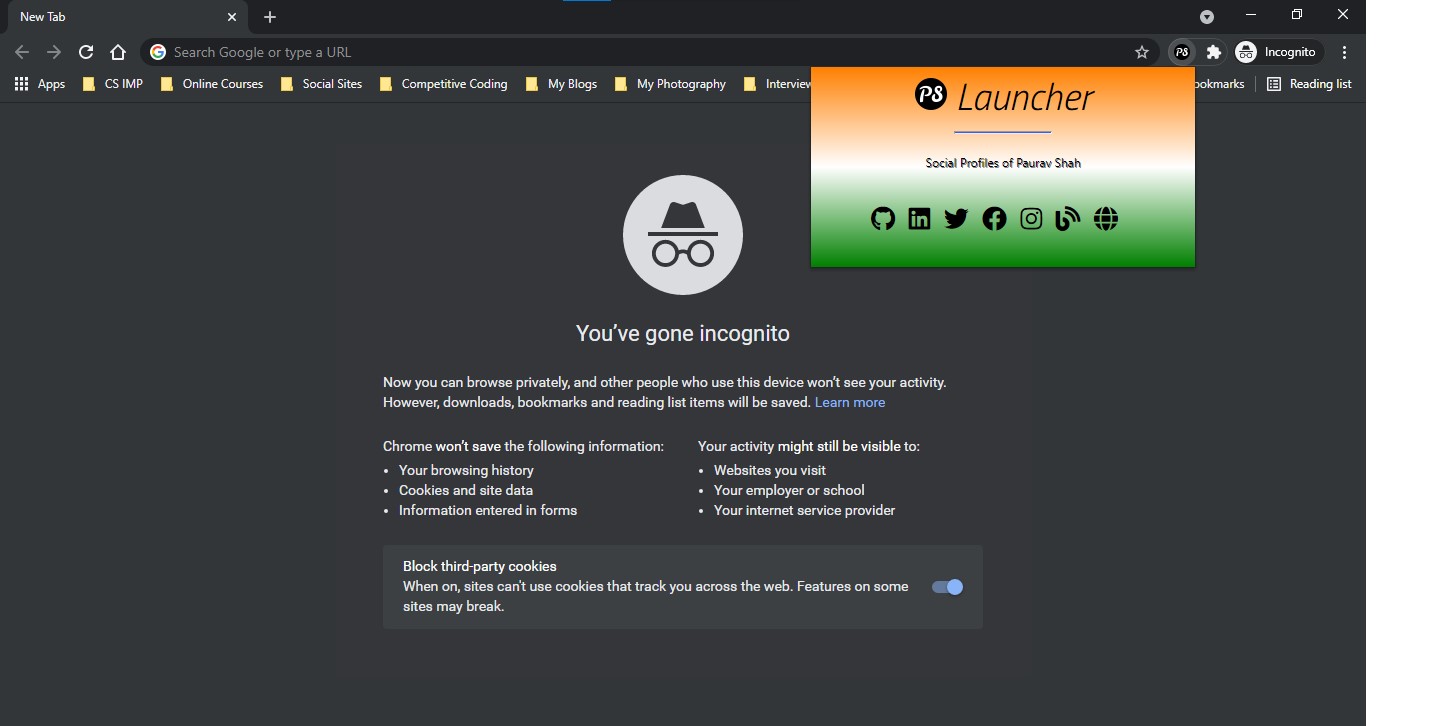 New Tab
Search Google or type a URL
PS
Incognito
Apps
CS IMP
Online Courses
Social Sites
Competitive Coding
My Blogs
My Photography
Reading list
PS Launcher
Social Profiles of Paurav Shah
You've gone incognito
Now you can browse privately, and other people who use this device won't see your activity.
However, downloads, bookmarks and reading list items will be saved. Learn more
Chrome won't save the following information:
Your browsing history
Cookies and site data
Information entered in forms
Your activity might still be visible to:
Websites you visit
Your employer or school
Your internet service provider
Block third-party cookies
When on, sites can't use cookies that track you across the web. Features on some
sites may break.